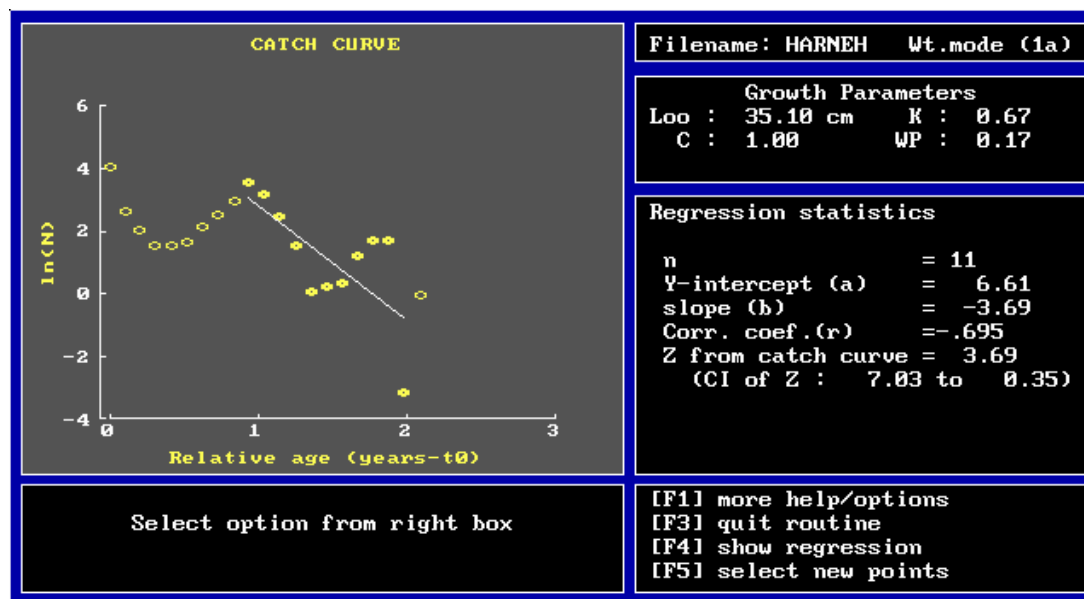 CATCH CURVE
6
4
2
0
-2
-4
ln(N)
0 1 2 3
Relative age (years-t0)
Select option from right box
Filename: HARNEH Wt.mode (1a)
Growth Parameters
Loo : 35.10 cm K : 0.67
C : 1.00 WP : 0.17
Regression statistics
n = 11
Y-intercept (a) = 6.61
slope (b) = -3.69
Corr. coef.(r) =-.695
Z from catch curve = 3.69
(CI of Z : 7.03 to 0.35)
[F1] more help/options
[F3] quit routine
[F4] show regression
[F5] select new points